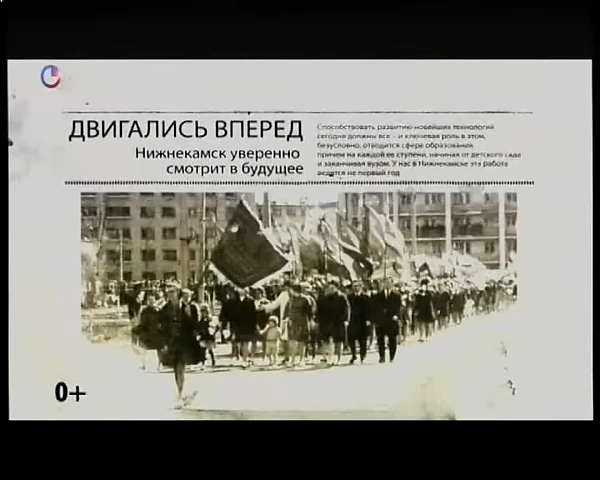 ДВИГАЛИСЬ ВПЕРЕД
Нижнекамск уверенно
смотрит в будущее
Способствовать развитию новейших технологий
сегодня должны все - и ключевая роль в этом,
безусловно, отводится сфере образования
причем на каждой ее ступени, начиная от детского сада
и заканчивая вузом. У нас в Нижнекамске эта работа
ведется не первый год
0+